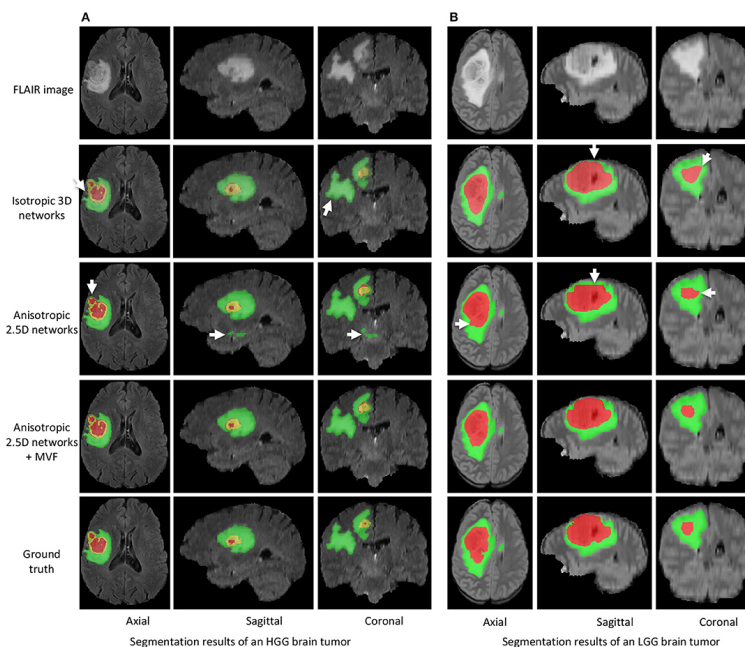 A
B
FLAIR image
Isotropic 3D
networks
Anisotropic
2.5D networks
Anisotropic
2.5D networks
+ MVF
Ground
truth
Axial
Sagittal
Coronal
Axial
Sagittal
Coronal
Segmentation results of an HGG brain tumor
Segmentation results of an LGG brain tumor